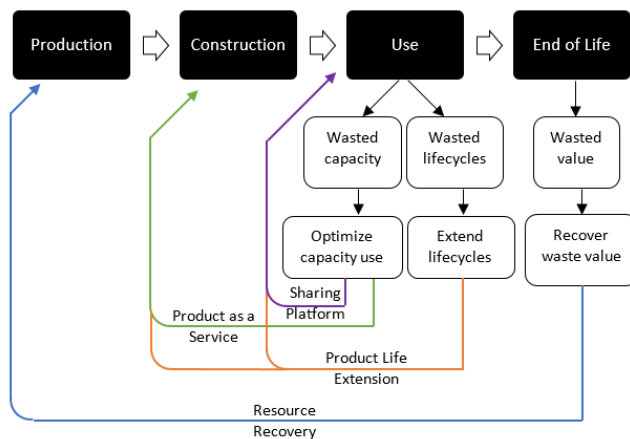 Production
Construction
Use
End of Life
Wasted
capacity
Wasted
lifecycles
Wasted
value
Optimize
capacity use
Extend
lifecycles
Recover
waste value
Sharing
Platform
Product as a
Service
Product Life
Extension
Resource
Recovery